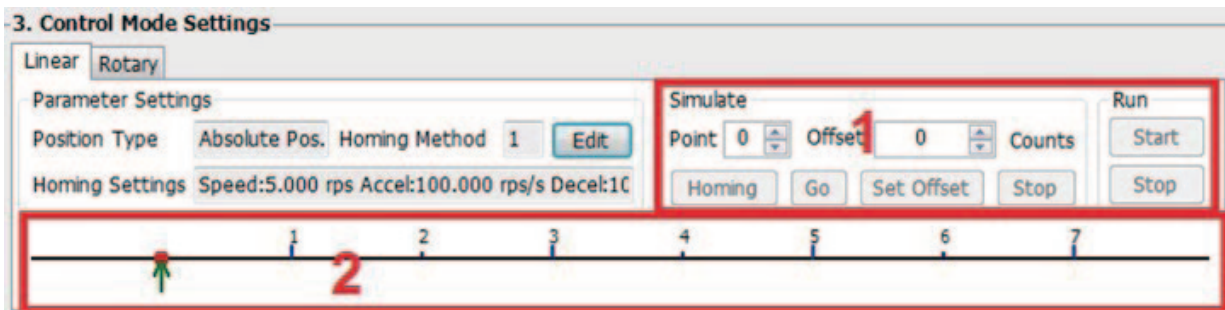 3. Control Mode Settings
Linear Rotary
Parameter Settings
Position Type Absolute Pos. Homing Method 1 Edit
Homing Settings Speed:5.000 rps Accel:100.000 rps/s Decel:10
Simulate
Point 0 Offset 0 Counts
1
Homing Go Set Offset Stop
Run
Start
Stop
1 2 3 4 5 6 7
2